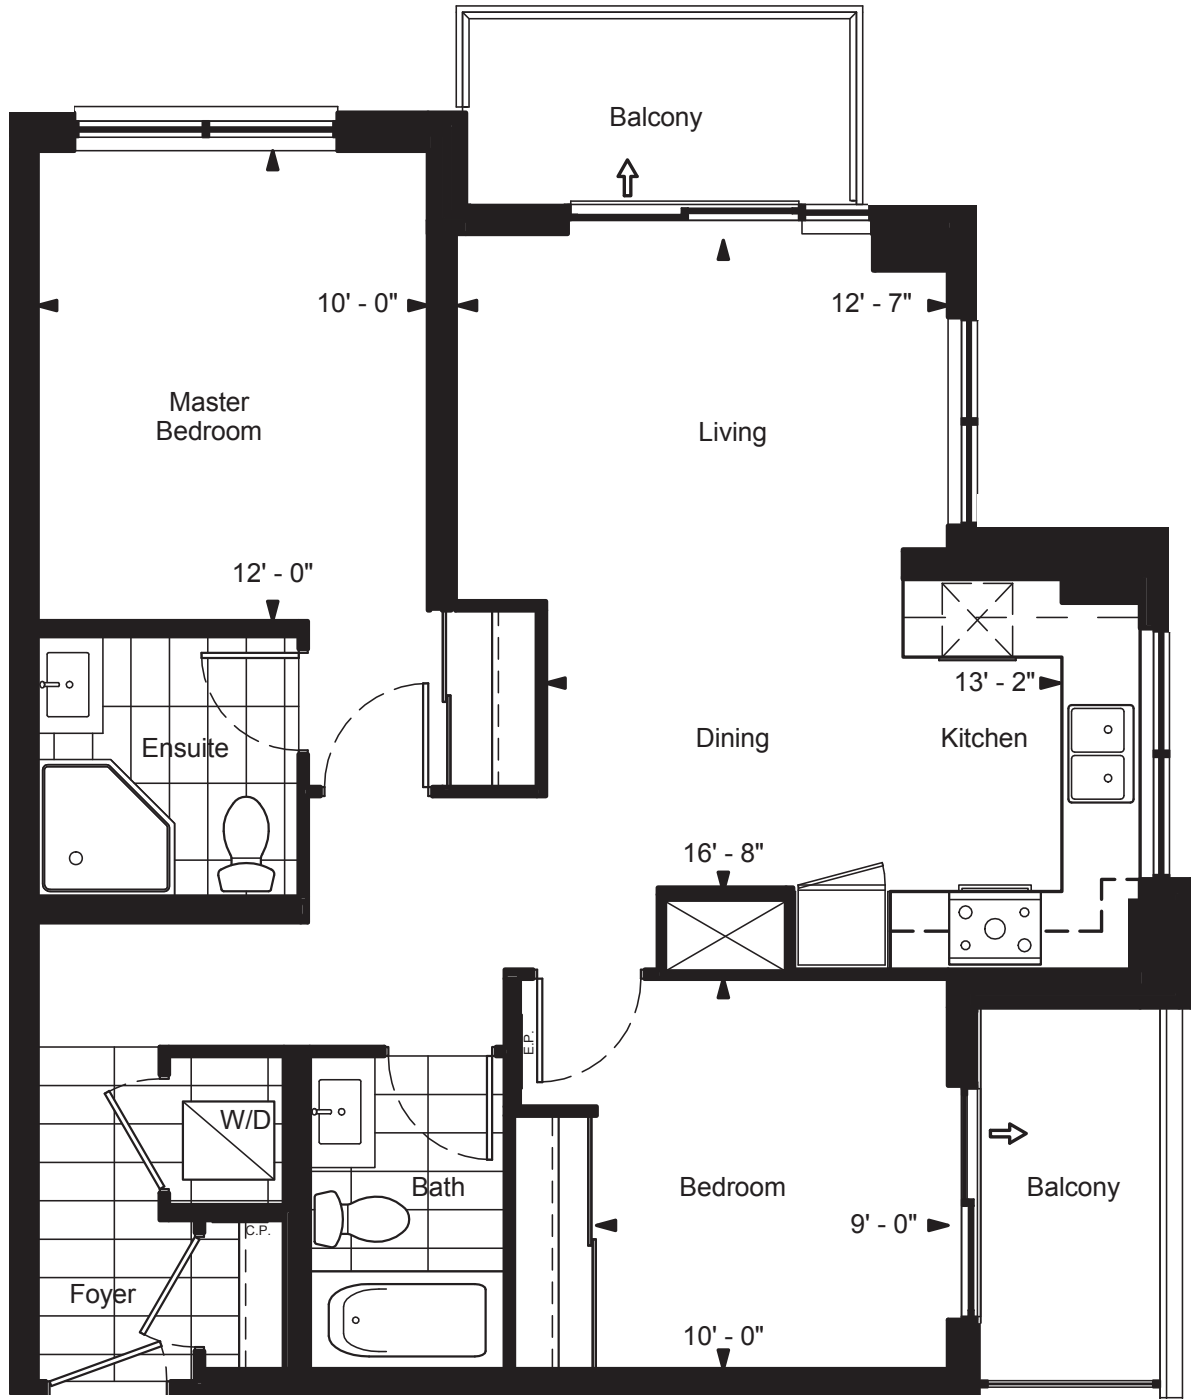 Balcony
10' - 0"
12' - 7"
Master
Bedroom
Living
12' - 0"
13' - 2"
Ensuite
Dining
Kitchen
16' - 8"
E.P.
W/D
Bath
Bedroom
Balcony
C.P.
9' - 0"
Foyer
10' - 0"